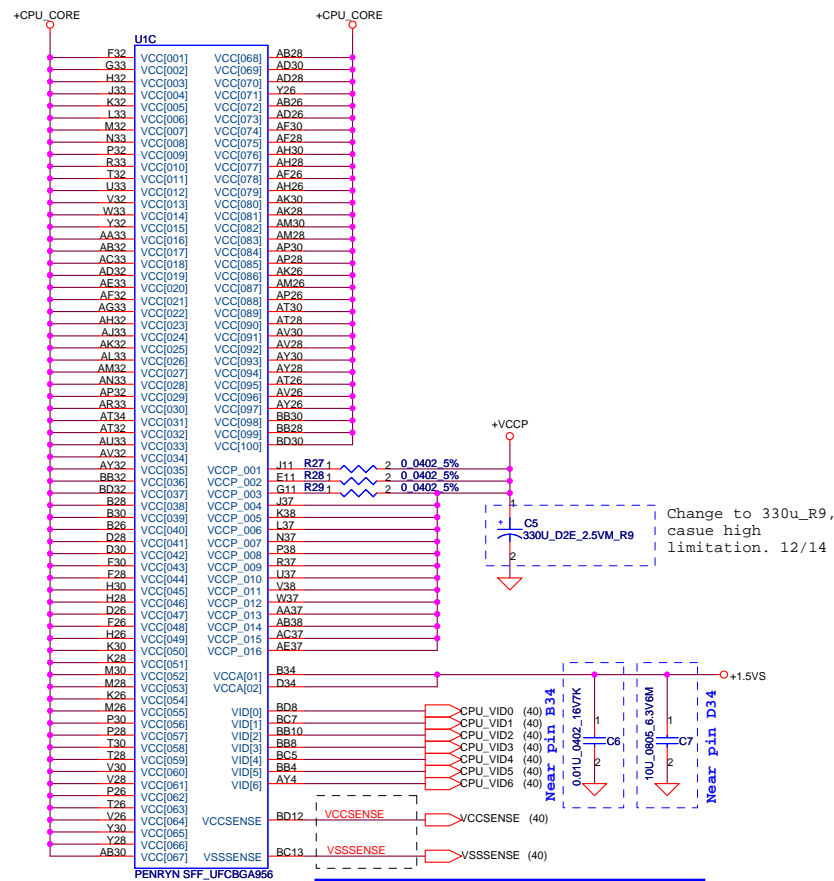 +CPU_CORE +CPU_CORE
U1C
F32 VCC[001] VCC[068] AB28
G33 VCC[002] VCC[069] AD30
H32 VCC[003] VCC[070] AD28
J33 VCC[004] VCC[071] Y26
K32 VCC[005] VCC[072] AB26
L33 VCC[006] VCC[073] AD26
M32 VCC[007] VCC[074] AF30
N33 VCC[008] VCC[075] AF28
P32 VCC[009] VCC[076] AH30
R33 VCC[010] VCC[077] AH28
T32 VCC[011] VCC[078] AF26
U33 VCC[012] VCC[079] AH26
V32 VCC[013] VCC[080] AK30
W33 VCC[014] VCC[081] AK28
Y32 VCC[015] VCC[082] AM30
AA33 VCC[016] VCC[083] AM28
AB32 VCC[017] VCC[084] AP30
AC33 VCC[018] VCC[085] AP28
AD32 VCC[019] VCC[086] AK26
AE33 VCC[020] VCC[087] AM26
AF32 VCC[021] VCC[088] AP26
AG33 VCC[022] VCC[089] AT30
AH32 VCC[023] VCC[090] AT28
AJ33 VCC[024] VCC[091] AV30
AK32 VCC[025] VCC[092] AV28
AL33 VCC[026] VCC[093] AY30
AM32 VCC[027] VCC[094] AY28
AN33 VCC[028] VCC[095] AT26
AP32 VCC[029] VCC[096] AV26
AR33 VCC[030] VCC[097] AY26
AT34 VCC[031] VCC[098] BB30
AT32 VCC[032] VCC[099] BB28
AU33 VCC[033] VCC[100] BD30
AV32 VCC[034]
AY32 VCC[035] VCCP_001 J11 R27 1 2 0_0402_5%
BB32 VCC[036] VCCP_002 E11 R28 1 2 0_0402_5%
BD32 VCC[037] VCCP_003 G11 R29 1 2 0_0402_5%
B28 VCC[038] VCCP_004 J37
B30 VCC[039] VCCP_005 K38
B26 VCC[040] VCCP_006 L37
D28 VCC[041] VCCP_007 N37
D30 VCC[042] VCCP_008 P38
F30 VCC[043] VCCP_009 R37
F28 VCC[044] VCCP_010 U37
H30 VCC[045] VCCP_011 V38
H28 VCC[046] VCCP_012 W37
D26 VCC[047] VCCP_013 AA37
F26 VCC[048] VCCP_014 AB38
H26 VCC[049] VCCP_015 AC37
K30 VCC[050] VCCP_016 AE37
K28 VCC[051]
M30 VCC[052] VCCA[01] B34
M28 VCC[053] VCCA[02] D34
K26 VCC[054]
M26 VCC[055] VID[0] BD8 CPU_VID0 (40)
P30 VCC[056] VID[1] BC7 CPU_VID1 (40)
P28 VCC[057] VID[2] BB10 CPU_VID2 (40)
T30 VCC[058] VID[3] BB8 CPU_VID3 (40)
T28 VCC[059] VID[4] BC5 CPU_VID4 (40)
V30 VCC[060] VID[5] BB4 CPU_VID5 (40)
V28 VCC[061] VID[6] AY4 CPU_VID6 (40)
P26 VCC[062]
T26 VCC[063]
V26 VCC[064] VCCSENSE BD12 VCCSENSE VCCSENSE (40)
Y30 VCC[065]
Y28 VCC[066]
AB30 VCC[067] VSSSENSE BC13 VSSSENSE VSSSENSE (40)
PENRYN SFF_UFCBGA956
+VCCP
1
+ C5
330U_D2E_2.5VM_R9
2
Change to 330u_R9,
casue high
limitation. 12/14
+1.5VS
Near pin B34
0.01U_0402_16V7K
1
C6
2
10U_0805_6.3V6M
1
C7
2
Near pin D34